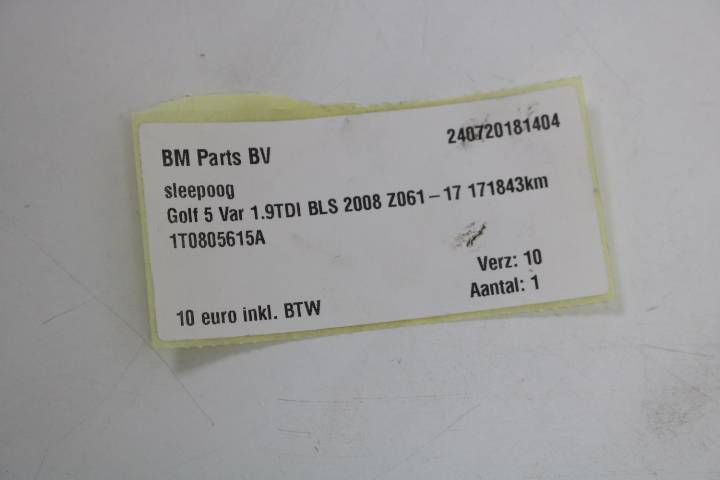 BM Parts BV
240720181404
sleepoog
Golf 5 Var 1.9TDI BLS 2008 Z061-17 171843km
1T0805615A
Verz: 10
Aantal: 1
10 euro inkl. BTW